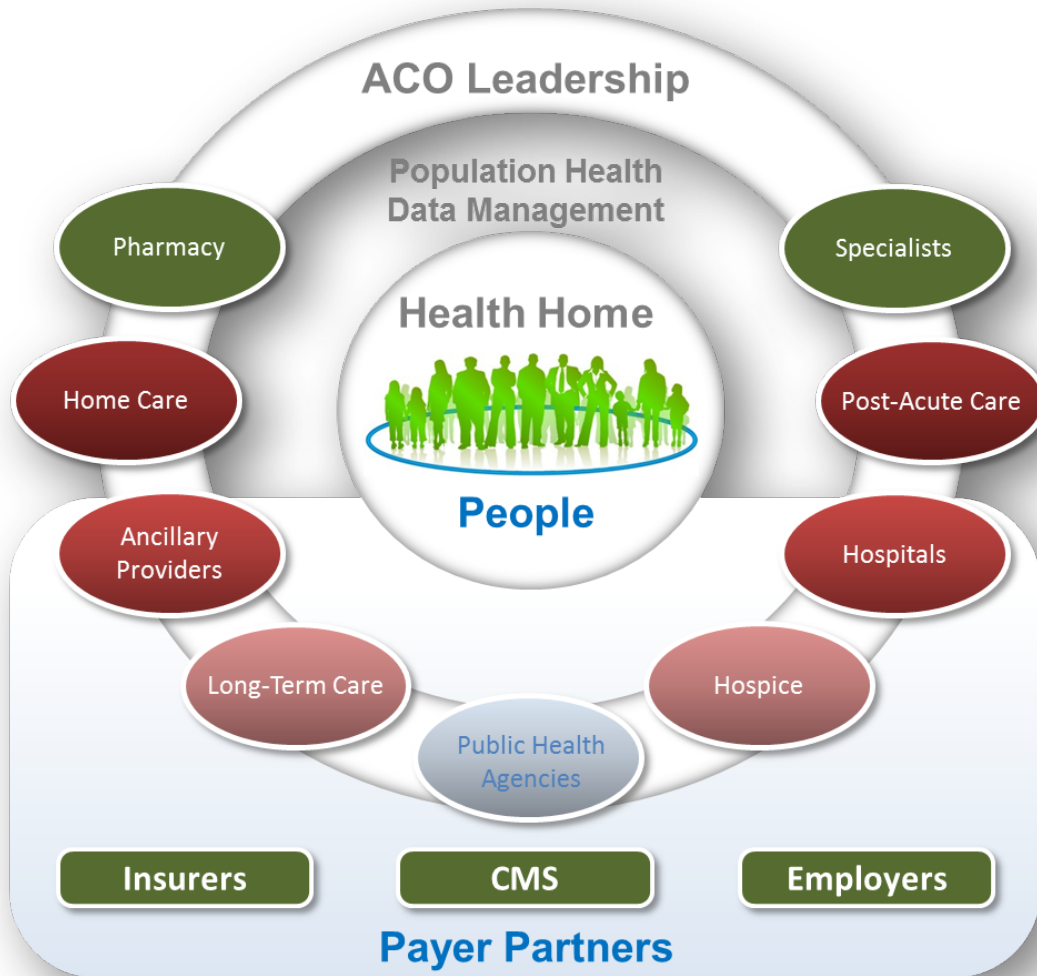 ACO Leadership
Population Health
Data Management
Pharmacy
Specialists
Health Home
Home Care
Post-Acute Care
People
Ancillary
Providers
Hospitals
Long-Term Care
Hospice
Public Health
Agencies
Insurers
CMS
Employers
Payer Partners